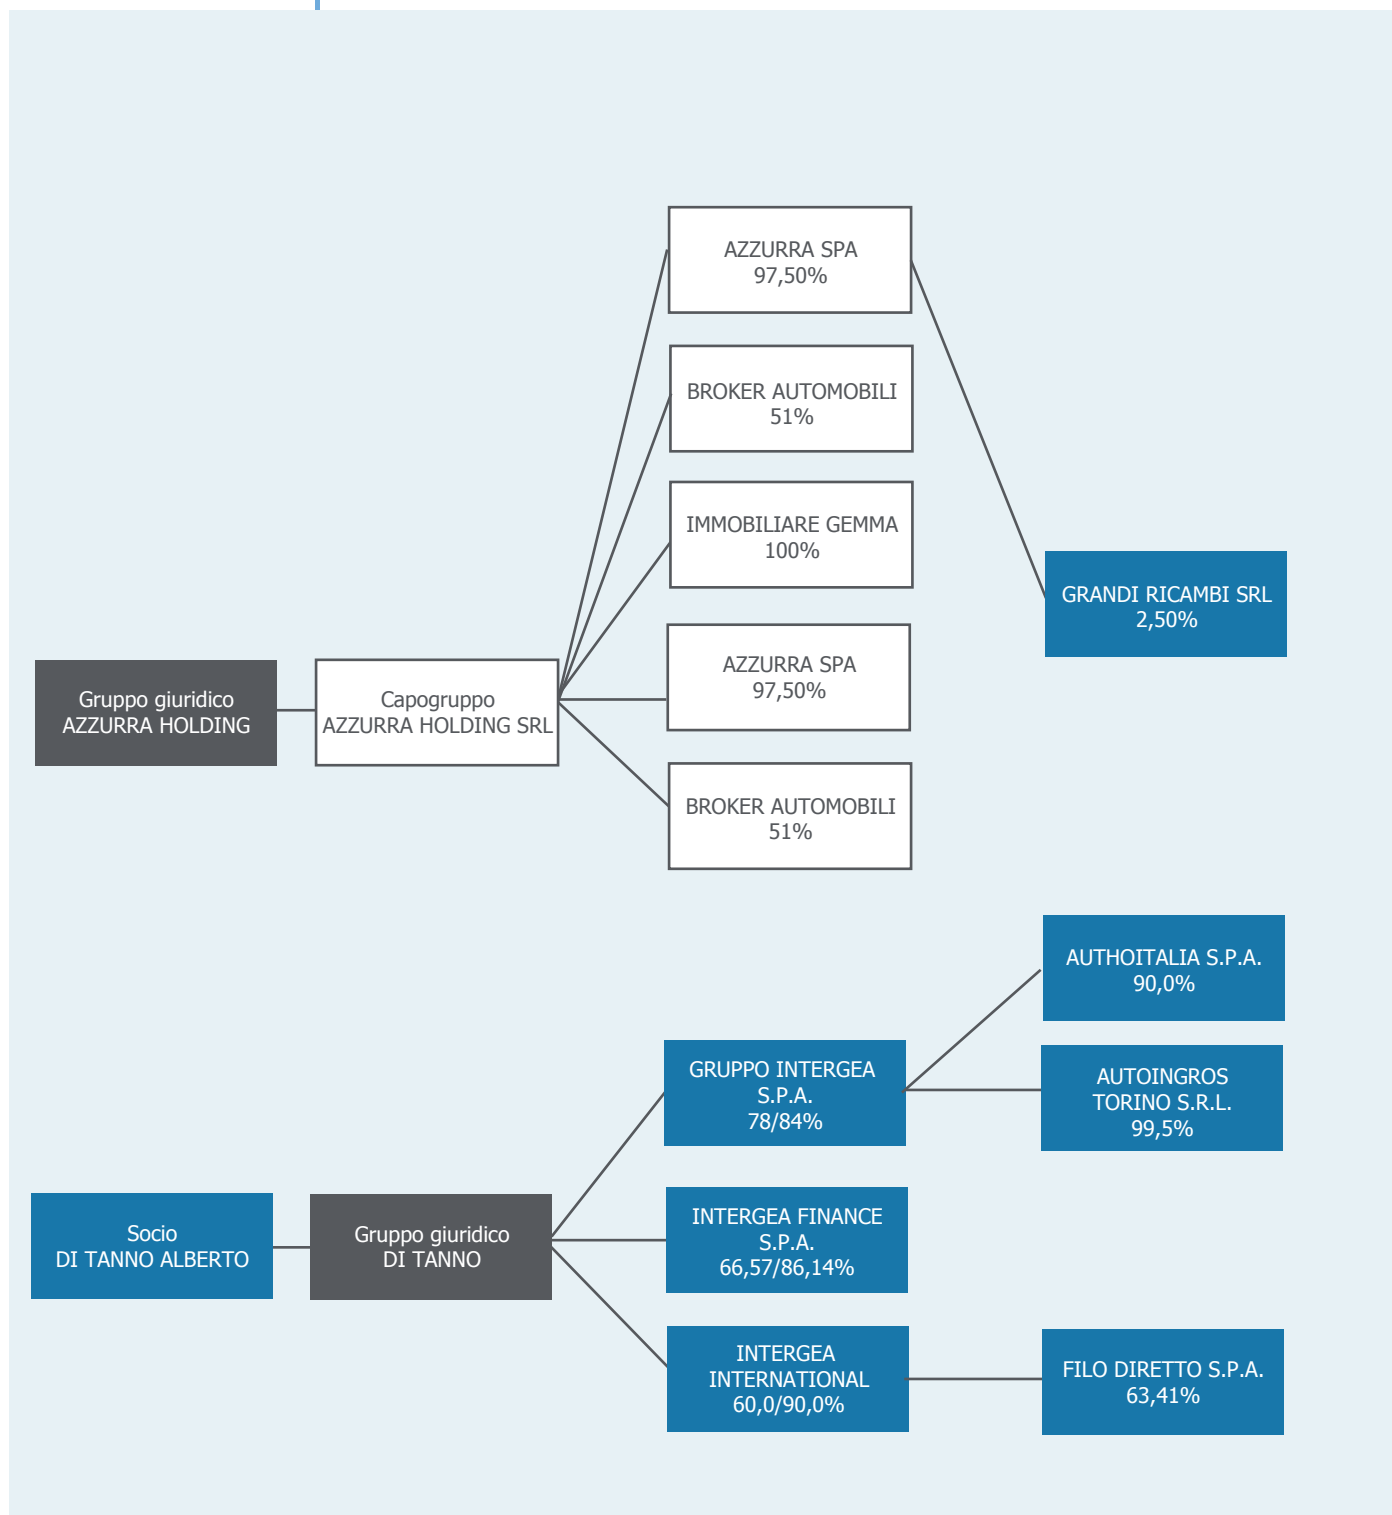 AZZURRA SPA
97,50%
BROKER AUTOMOBILI
51%
IMMOBILIARE GEMMA
100%
GRANDI RICAMBI SRL
2,50%
AZZURRA SPA
97,50%
Gruppo giuridico
AZZURRA HOLDING
Capogruppo
AZZURRA HOLDING SRL
BROKER AUTOMOBILI
51%
AUTHOITALIA S.P.A.
90,0%
GRUPPO INTERGEA
S.P.A.
78/84%
AUTOINGROS
TORINO S.R.L.
99,5%
INTERGEA FINANCE
S.P.A.
66,57/86,14%
Socio
DI TANNO ALBERTO
Gruppo giuridico
DI TANNO
INTERGEA
INTERNATIONAL
60,0/90,0%
FILO DIRETTO S.P.A.
63,41%